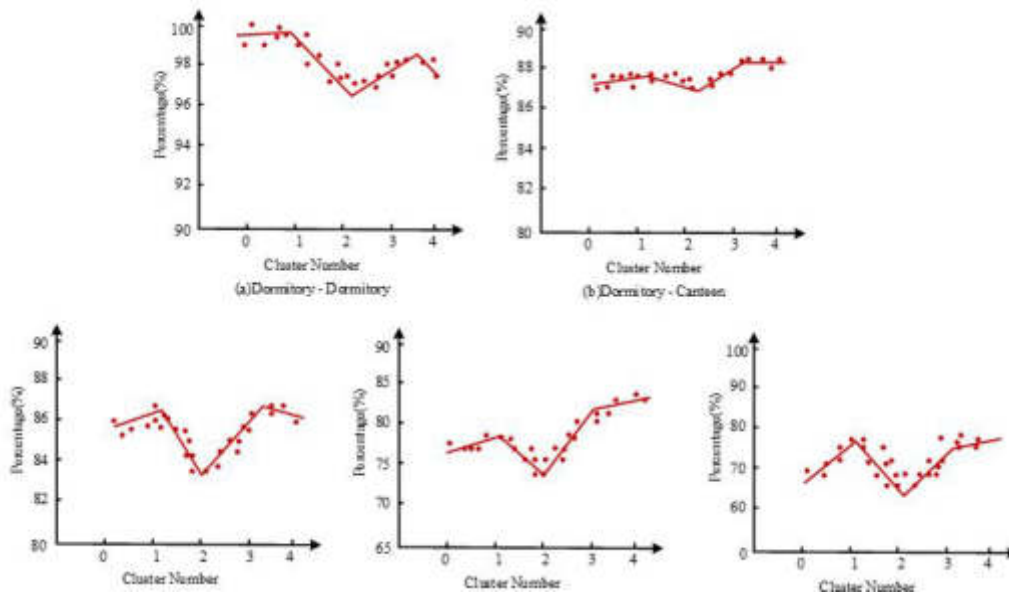 100
98
96
94
92
90
Percentage(%)
0 1 2 3 4
Cluster Number
(a)Dormitory - Dormitory
90
88
86
84
82
80
Percentage(%)
0 1 2 3 4
Cluster Number
(b)Dormitory - Canteen
90
88
86
84
82
80
Percentage(%)
0 1 2 3 4
Cluster Number
90
85
80
75
70
65
Percentage(%)
0 1 2 3 4
Cluster Number
100
90
80
70
60
0
Percentage(%)
0 1 2 3 4
Cluster Number